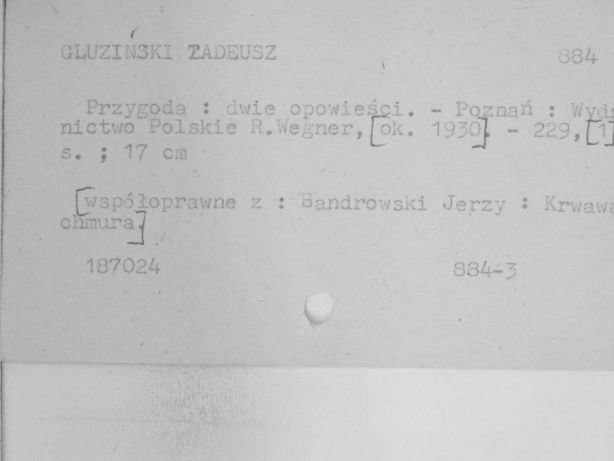 GLUZIŃSKI TADEUSZ 884
Przygoda : dwie opowieści. - Poznań : Wyd
nictwo Polskie R.Wegner, [ok. 1930]. - 229, [1]
s. ; 17 cm
[współoprawne z : Bandrowski Jerzy : Krwawa
chmura]
187024 884-3